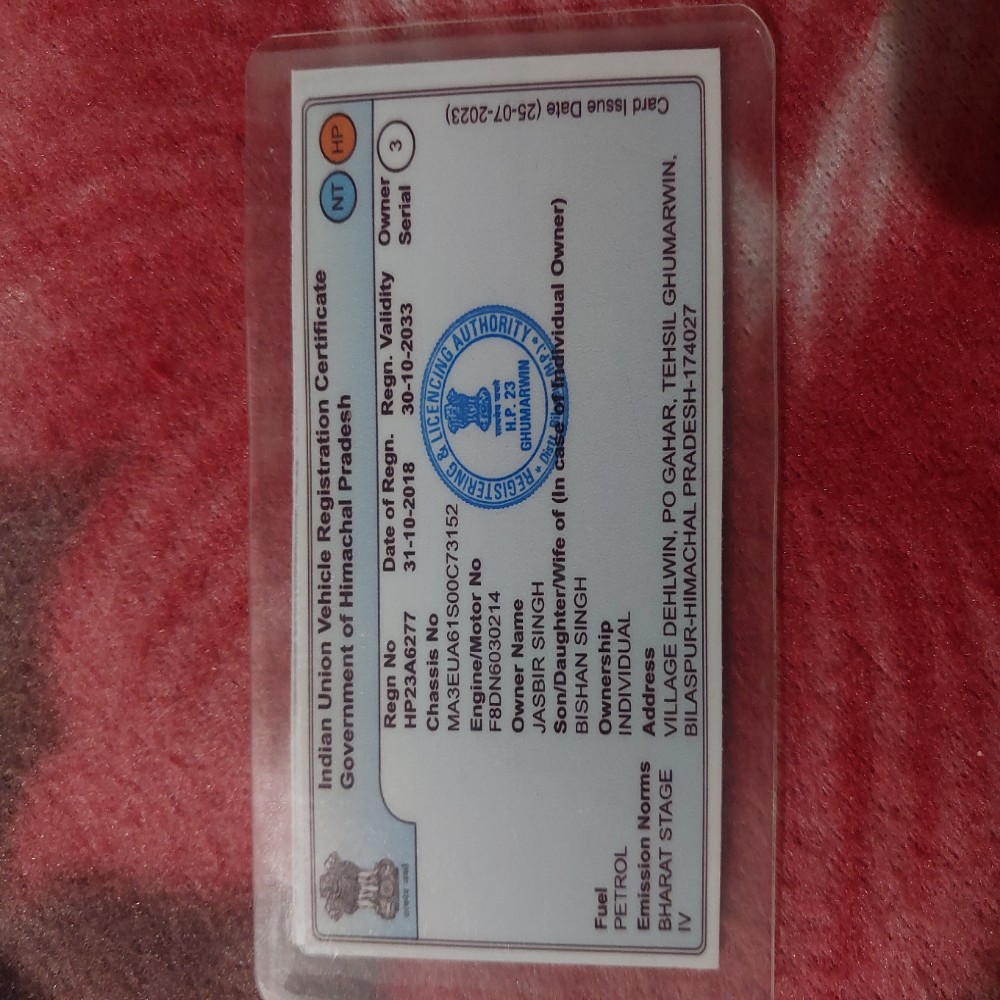 Indian Union Vehicle Registration Certificate
Government of Himachal Pradesh
NT HP
Regn No Date of Regn. Regn. Validity Owner
HP23A6277 31-10-2018 30-10-2033 Serial 3
Chassis No
MA3EUA61S00C73152
Engine/Motor No
F8DN6030214
Owner Name
JASBIR SINGH
Son/Daughter/Wife of (In case of Individual Owner)
BISHAN SINGH
Ownership
INDIVIDUAL
Fuel
PETROL
Emission Norms
BHARAT STAGE
IV
Address
VILLAGE DEHLWIN, PO GAHAR, TEHSIL GHUMARWIN,
BILASPUR-HIMACHAL PRADESH-174027
Card Issue Date (25-07-2023)
REGISTERING & LICENCING AUTHORITY
H.P. 23
GHUMARWIN